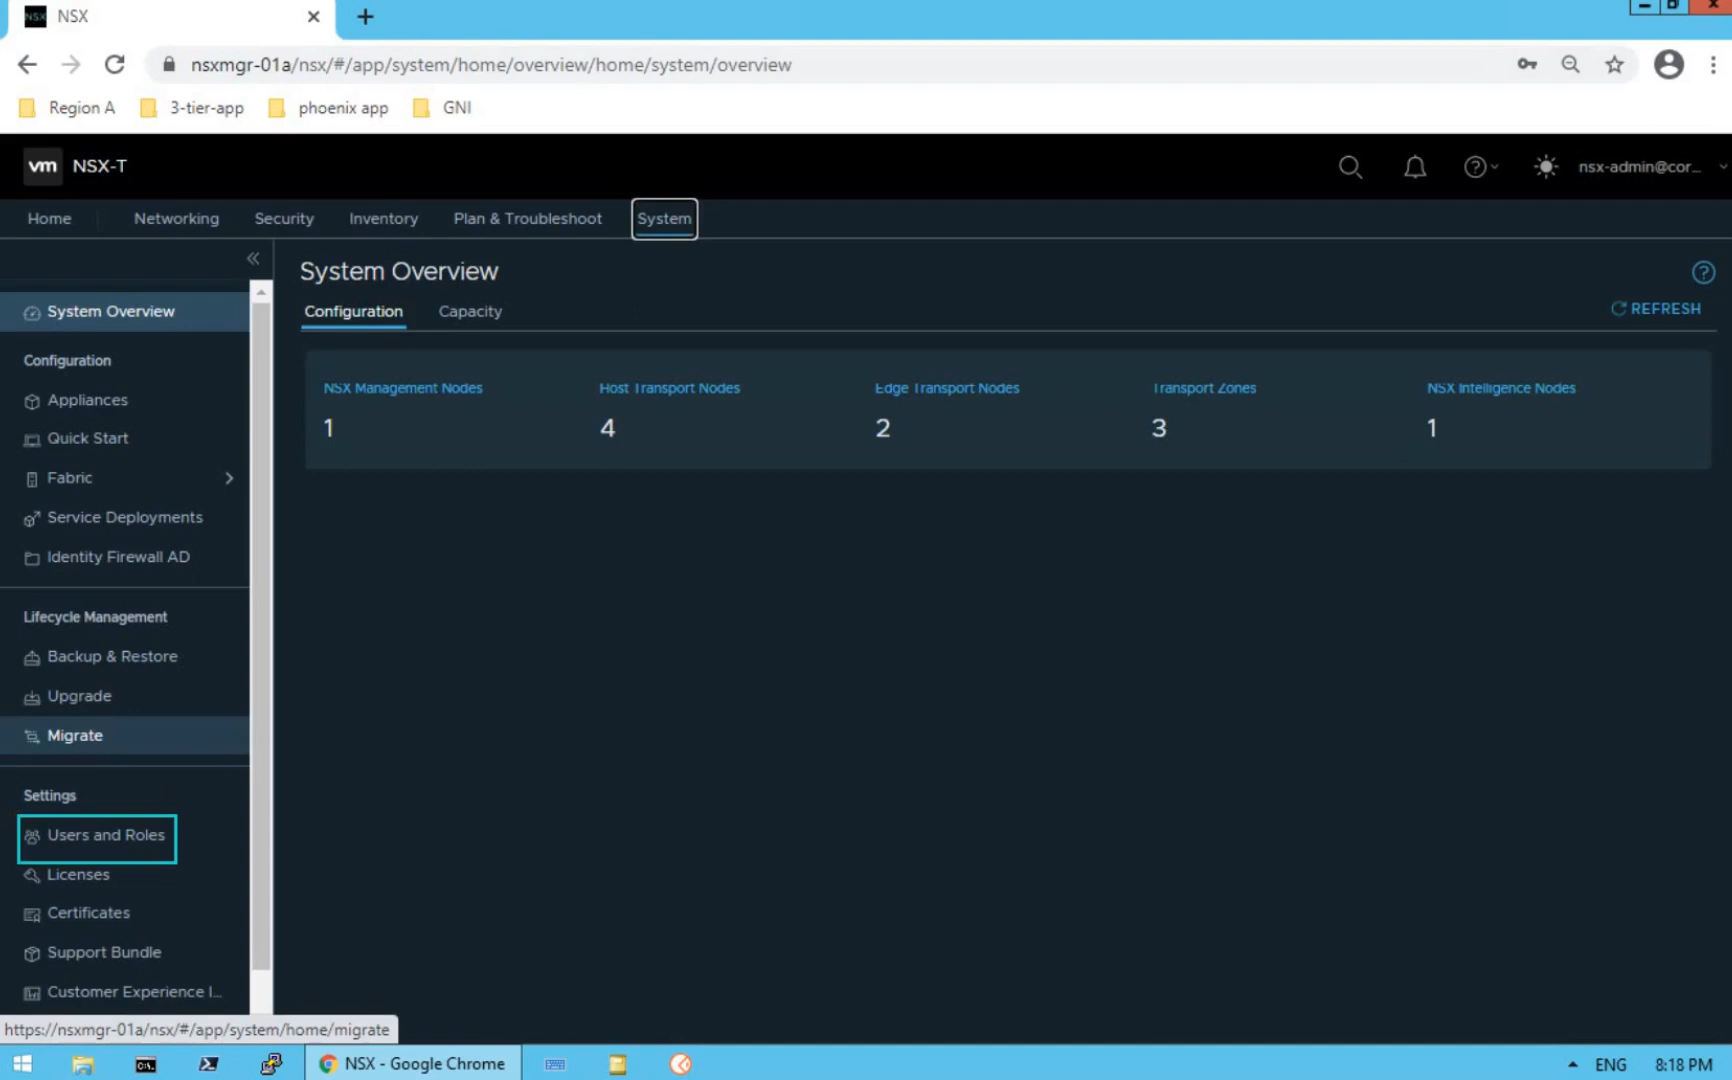 NSX
NSX
nsxmgr-01a/nsx/#/app/system/home/overview/home/system/overview
Region A
3-tier-app
phoenix app
GNI
vm NSX-T
nsx-admin@cor...
Home
Networking
Security
Inventory
Plan & Troubleshoot
System
System Overview
Configuration
Appliances
Quick Start
Fabric
Service Deployments
Identity Firewall AD
Lifecycle Management
Backup & Restore
Upgrade
Migrate
Settings
Users and Roles
Licenses
Certificates
Support Bundle
Customer Experience I...
https://nsxmgr-01a/nsx/#/app/system/home/migrate
System Overview
Configuration
Capacity
REFRESH
NSX Management Nodes
1
Host Transport Nodes
4
Edge Transport Nodes
2
Transport Zones
3
NSX Intelligence Nodes
1
C:\.
NSX - Google Chrome
ENG
8:18 PM